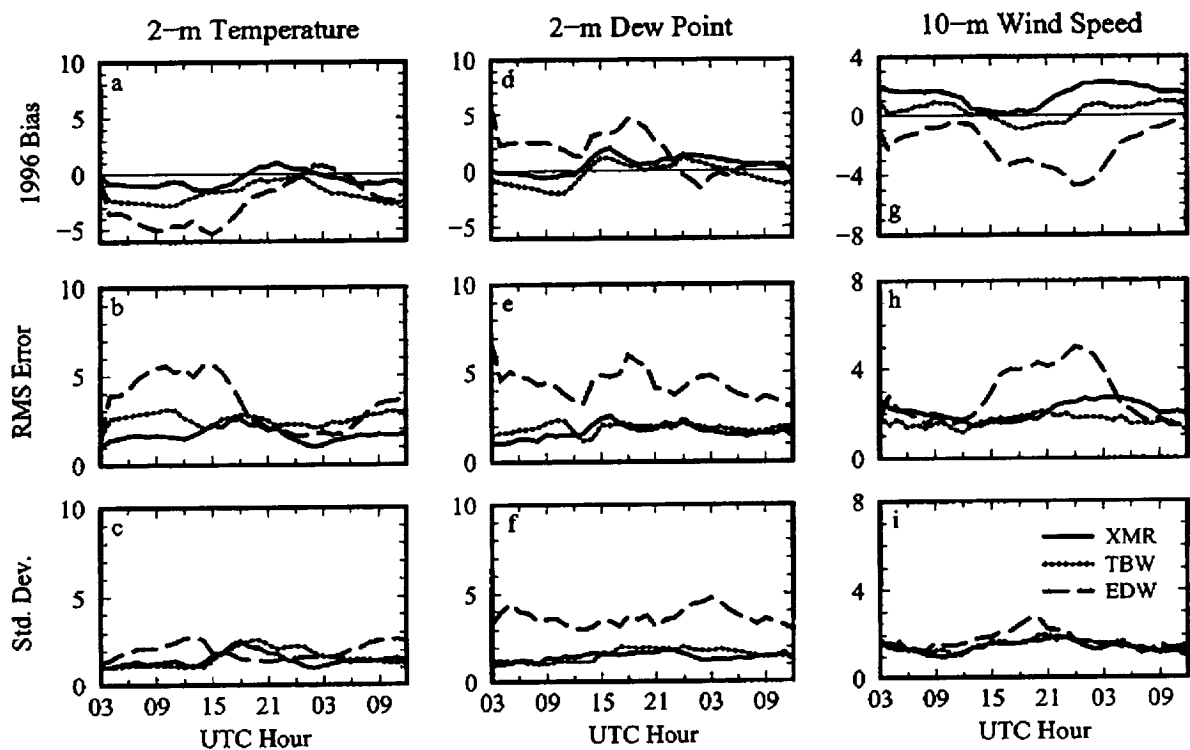 2-m Temperature
2-m Dew Point
10-m Wind Speed
1996 Bias
10
5
0
-5
a
10
5
0
-5
d
4
0
-4
-8
g
RMS Error
10
5
0
b
10
5
0
e
8
4
2
0
h
Std. Dev.
10
5
0
c
03 09 15 21 03 09
UTC Hour
10
5
0
f
03 09 15 21 03 09
UTC Hour
8
4
2
0
i
XMR
TBW
EDW
03 09 15 21 03 09
UTC Hour